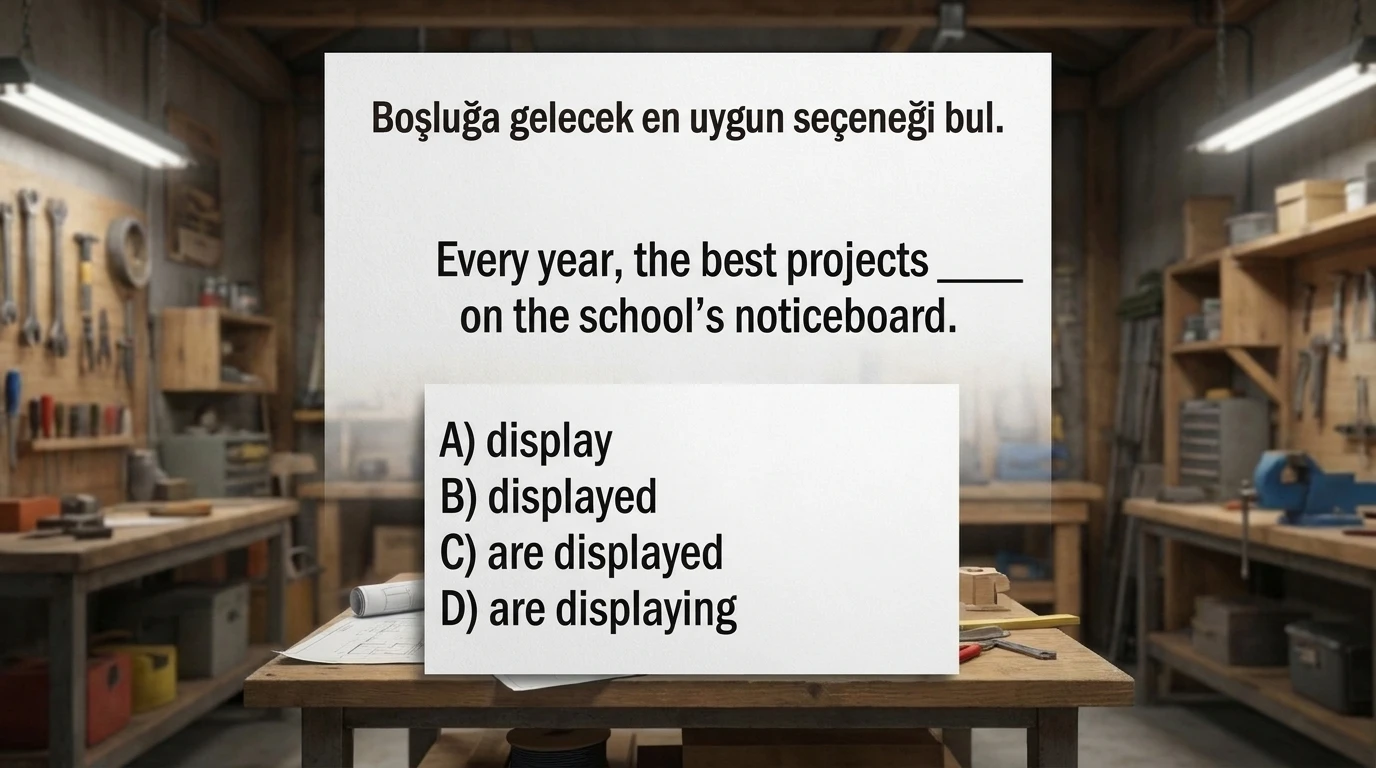 Boşluğa gelecek en uygun seçeneği bul.
Every year, the best projects ____
on the school’s noticeboard.
A) display
B) displayed
C) are displayed
D) are displaying